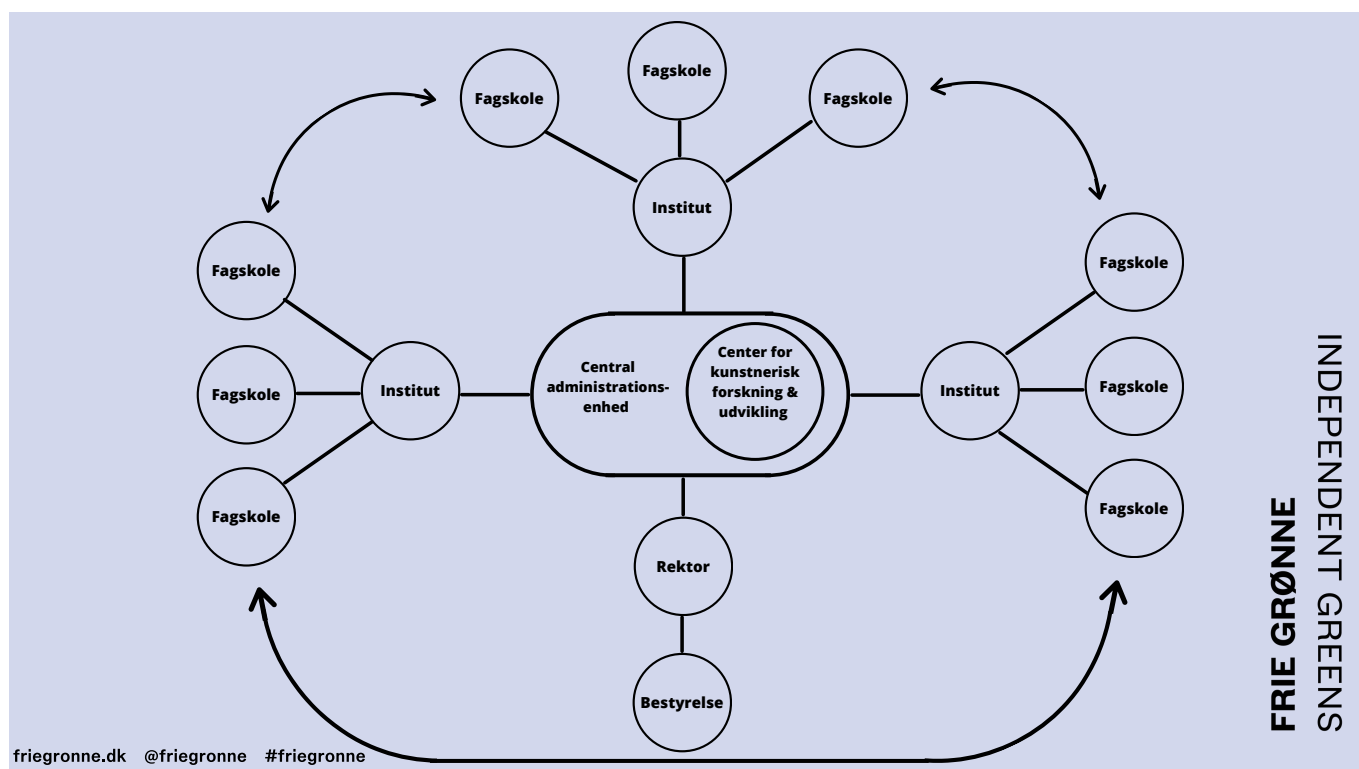 Fagskole
Fagskole
Fagskole
Institut
Fagskole
Fagskole
Fagskole
Institut
Central
administrations-
enhed
Center for
kunstnerisk
forskning &
udvikling
Institut
Fagskole
Fagskole
Fagskole
Rektor
Bestyrelse
FRIE GRØNNE
INDEPENDENT GREENS
friegronne.dk @friegronne #friegronne